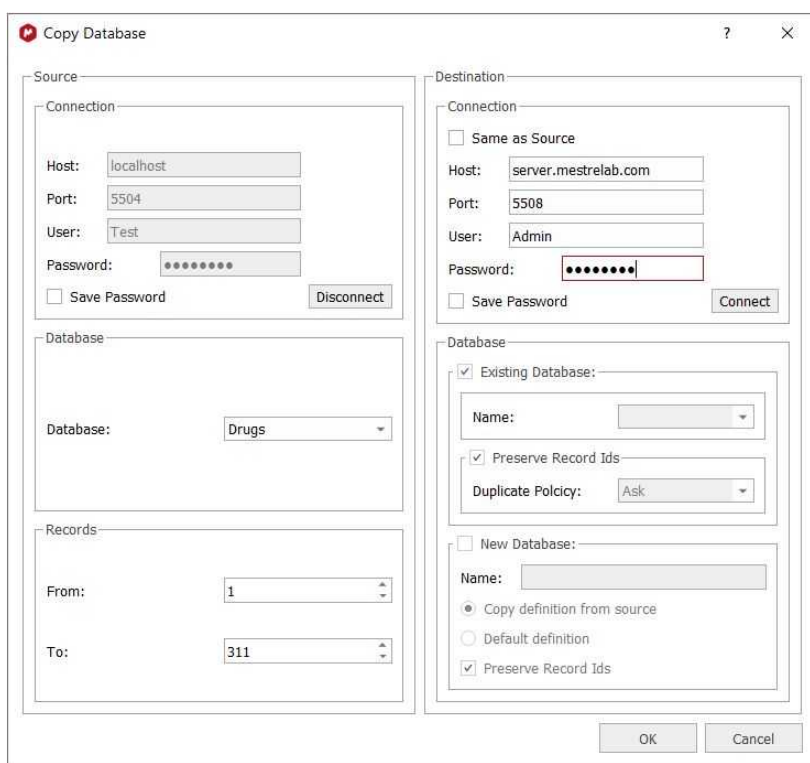 Copy Database
?
Source
Connection
Host: localhost
Port: 5504
User: Test
Password: ●●●●●●●●
Save Password Disconnect
Database
Database: Drugs
Records
From: 1
To: 311
Destination
Connection
Same as Source
Host: server.mestrelab.com
Port: 5508
User: Admin
Password: ●●●●●●●●
Save Password Connect
Database
Existing Database:
Name:
Preserve Record Ids
Duplicate Polcicy: Ask
New Database:
Name:
Copy definition from source
Default definition
Preserve Record Ids
OK Cancel